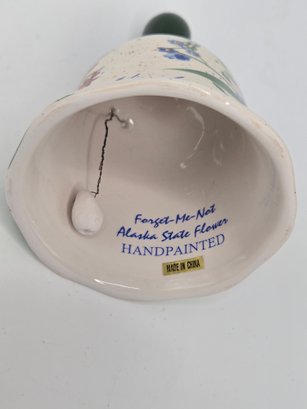 Forget-Me-Not
Alaska State Flower
HANDPAINTED
MADE IN CHINA